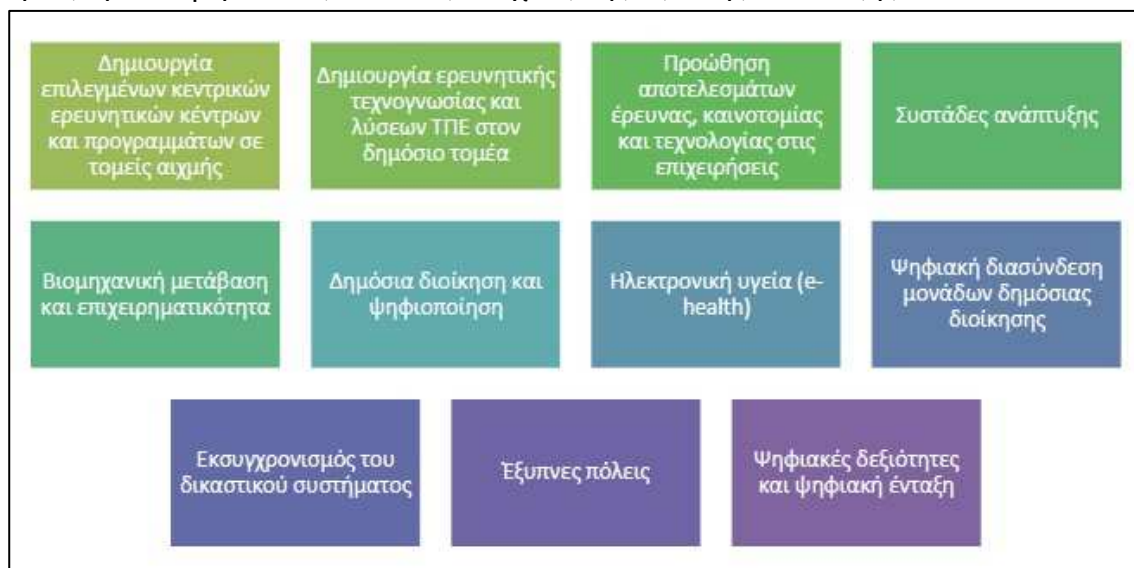 Δημιουργία
επιλεγμένων κεντρικών
ερευνητικών κέντρων
και προγραμμάτων σε
τομείς αιχμής
Δημιουργία ερευνητικής
τεχνογνωσίας και
λύσεων ΤΠΕ στον
δημόσιο τομέα
Προώθηση
αποτελεσμάτων
έρευνας, καινοτομίας
και τεχνολογίας στις
επιχειρήσεις
Συστάδες ανάπτυξης
Βιομηχανική μετάβαση
και επιχειρηματικότητα
Δημόσια διοίκηση και
ψηφιοποίηση
Ηλεκτρονική υγεία (e-
health)
Ψηφιακή διασύνδεση
μονάδων δημόσιας
διοίκησης
Εκσυγχρονισμός του
δικαστικού συστήματος
Έξυπνες πόλεις
Ψηφιακές δεξιότητες
και ψηφιακή ένταξη